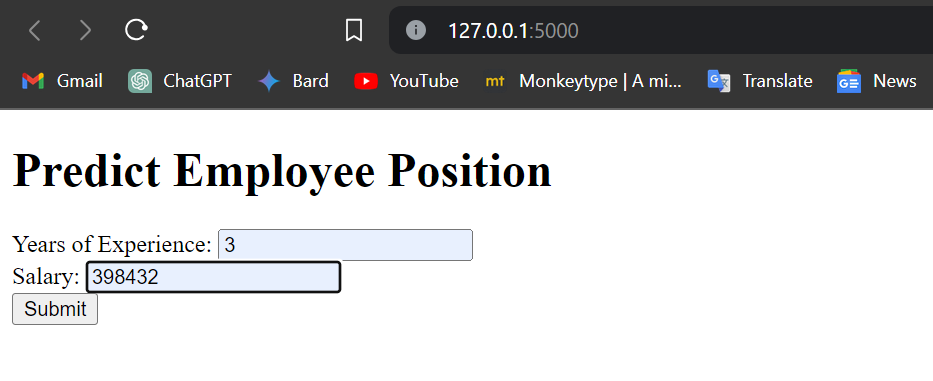 127.0.0.1:5000
Gmail ChatGPT Bard YouTube mt Monkeytype | A mi... G Translate GE News
Predict Employee Position
Years of Experience: 3
Salary: 398432
Submit